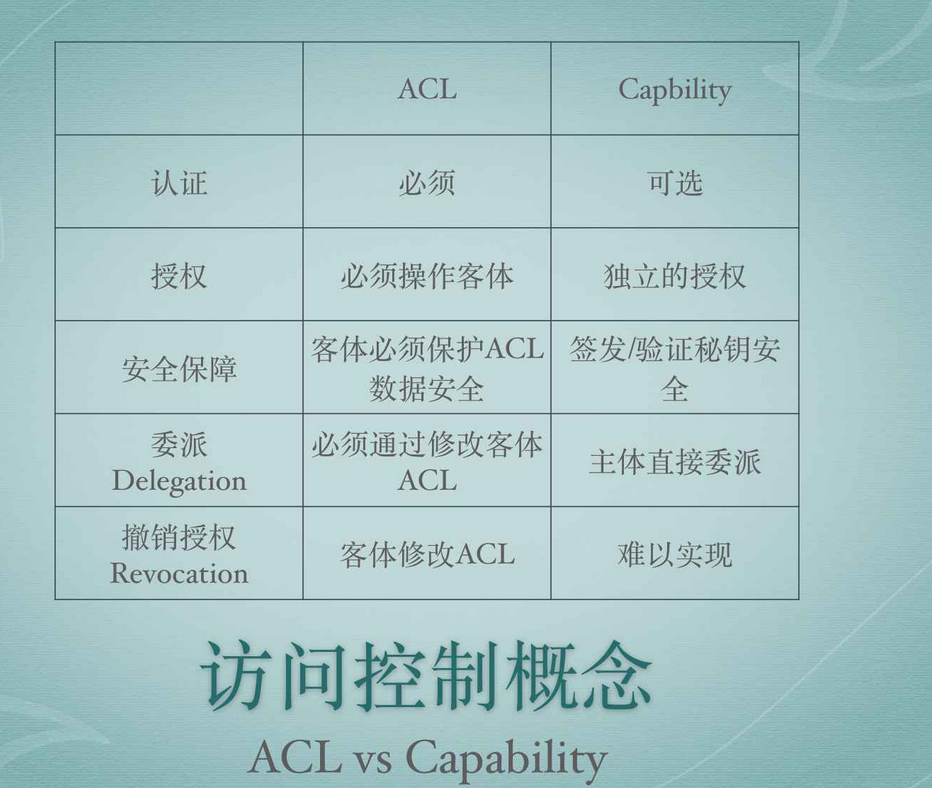 ACL
Capbility
认证
必须
可选
授权
必须操作客体
独立的授权
安全保障
客体必须保护ACL
数据安全
签发/验证秘钥安
全
委派
Delegation
必须通过修改客体
ACL
主体直接委派
撤销授权
Revocation
客体修改ACL
难以实现
访问控制概念
ACL vs Capability